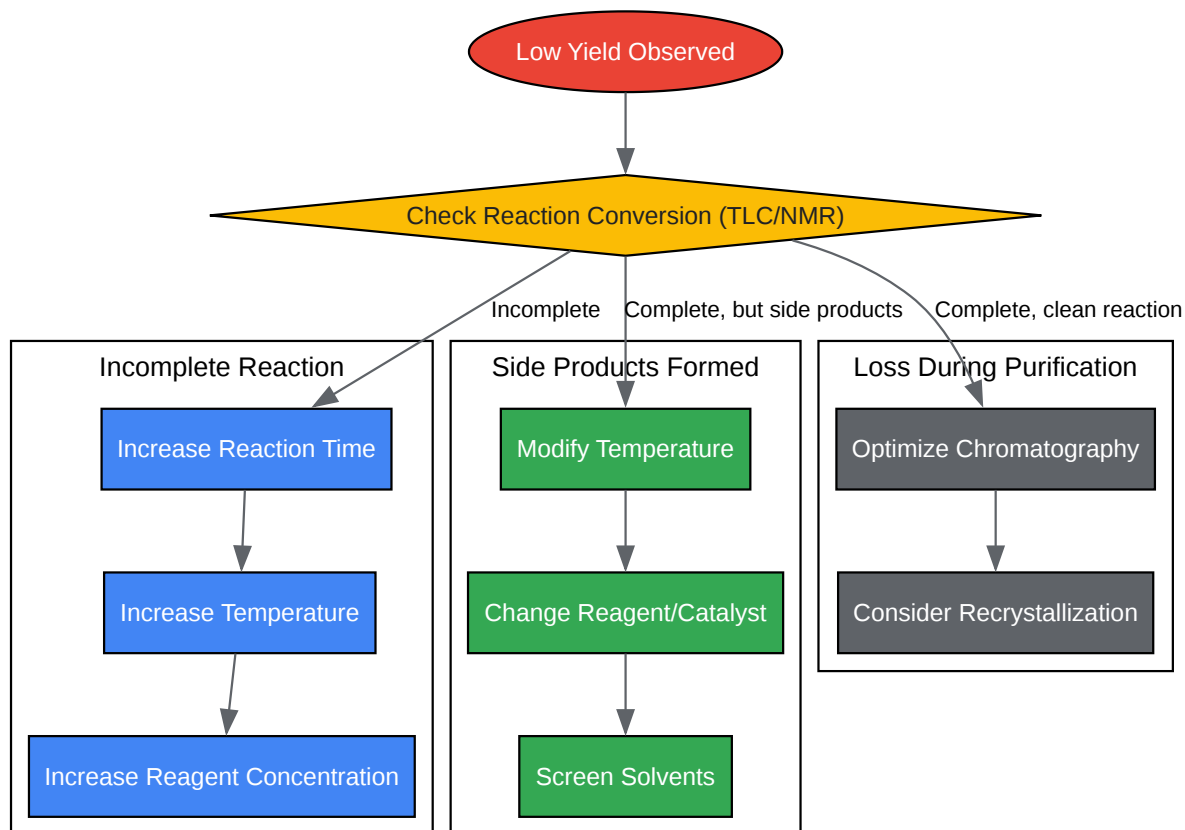 Low Yield Observed
Check Reaction Conversion (TLC/NMR)
Incomplete
Complete, but side products
Complete, clean reaction
Incomplete Reaction
Increase Reaction Time
Increase Temperature
Increase Reagent Concentration
Side Products Formed
Modify Temperature
Change Reagent/Catalyst
Screen Solvents
Loss During Purification
Optimize Chromatography
Consider Recrystallization